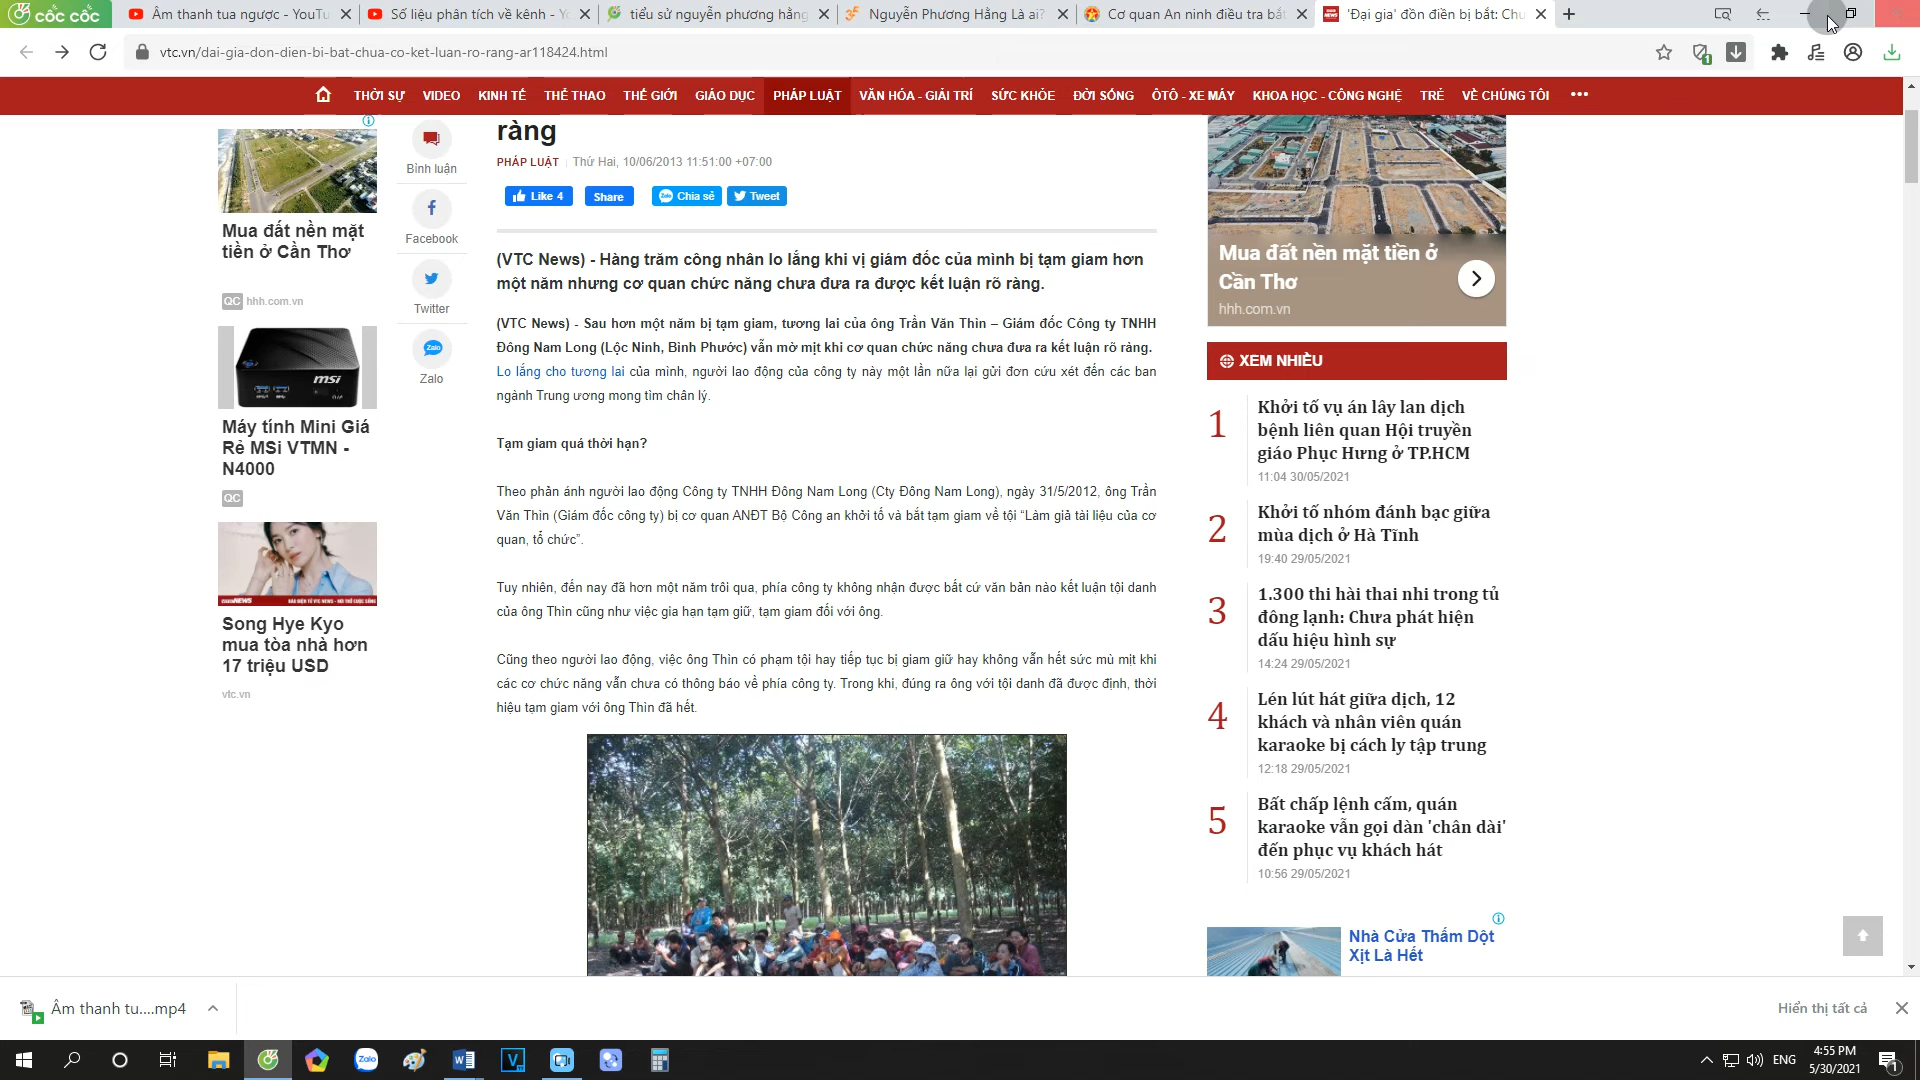 cốc cốc
Âm thanh tua ngược - YouTu
Số liệu phân tích về kênh - Yo
tiểu sử nguyễn phương hằng
Nguyễn Phương Hằng Là ai?
Cơ quan An ninh điều tra bắt
'Đại gia' đồn điền bị bắt: Chu
vtc.vn/dai-gia-don-dien-bi-bat-chua-co-ket-luan-ro-rang-ar118424.html
THỜI SỰ VIDEO KINH TẾ THỂ THAO THẾ GIỚI GIÁO DỤC PHÁP LUẬT VĂN HÓA - GIẢI TRÍ SỨC KHỎE ĐỜI SỐNG ÔTÔ - XE MÁY KHOA HỌC - CÔNG NGHỆ TRẺ VỀ CHÚNG TÔI •••
Mua đất nền mặt
tiền ở Cần Thơ
QC hhh.com.vn
msi
Máy tính Mini Giá
Rẻ MSi VTMN -
N4000
QC
Song Hye Kyo
mua tòa nhà hơn
17 triệu USD
vtc.vn
Bình luận
Facebook
Twitter
Zalo
Zalo
ràng
PHÁP LUẬT Thứ Hai, 10/06/2013 11:51:00 +07:00
Like 4 Share Chia sẻ Tweet
(VTC News) - Hàng trăm công nhân lo lắng khi vị giám đốc của mình bị tạm giam hơn
một năm nhưng cơ quan chức năng chưa đưa ra được kết luận rõ ràng.
(VTC News) - Sau hơn một năm bị tạm giam, tương lai của ông Trần Văn Thìn – Giám đốc Công ty TNHH
Đông Nam Long (Lộc Ninh, Bình Phước) vẫn mờ mịt khi cơ quan chức năng chưa đưa ra kết luận rõ ràng.
Lo lắng cho tương lai của mình, người lao động của công ty này một lần nữa lại gửi đơn cứu xét đến các ban
ngành Trung ương mong tìm chân lý.
Tạm giam quá thời hạn?
Theo phản ánh người lao động Công ty TNHH Đông Nam Long (Cty Đông Nam Long), ngày 31/5/2012, ông Trần
Văn Thìn (Giám đốc công ty) bị cơ quan ANĐT Bộ Công an khởi tố và bắt tạm giam về tội “Làm giả tài liệu của cơ
quan, tổ chức”.
Tuy nhiên, đến nay đã hơn một năm trôi qua, phía công ty không nhận được bất cứ văn bản nào kết luận tội danh
của ông Thìn cũng như việc gia hạn tạm giữ, tạm giam đối với ông.
Cũng theo người lao động, việc ông Thìn có phạm tội hay tiếp tục bị giam giữ hay không vẫn hết sức mù mịt khi
các cơ chức năng vẫn chưa có thông báo về phía công ty. Trong khi, đúng ra ông với tội danh đã được định, thời
hiệu tạm giam với ông Thìn đã hết.
Mua đất nền mặt tiền ở
Cần Thơ
hhh.com.vn
XEM NHIỀU
1
Khởi tố vụ án lây lan dịch
bệnh liên quan Hội truyền
giáo Phục Hưng ở TP.HCM
11:04 30/05/2021
2
Khởi tố nhóm đánh bạc giữa
mùa dịch ở Hà Tĩnh
19:40 29/05/2021
3
1.300 thi hài thai nhi trong tủ
đông lạnh: Chưa phát hiện
dấu hiệu hình sự
14:24 29/05/2021
4
Lén lút hát giữa dịch, 12
khách và nhân viên quán
karaoke bị cách ly tập trung
12:18 29/05/2021
5
Bất chấp lệnh cấm, quán
karaoke vẫn gọi dàn 'chân dài'
đến phục vụ khách hát
10:56 29/05/2021
Nhà Cửa Thấm Dột
Xịt Là Hết
Âm thanh tu....mp4
Hiển thị tất cả
Zalo
ENG
4:55 PM
5/30/2021
1